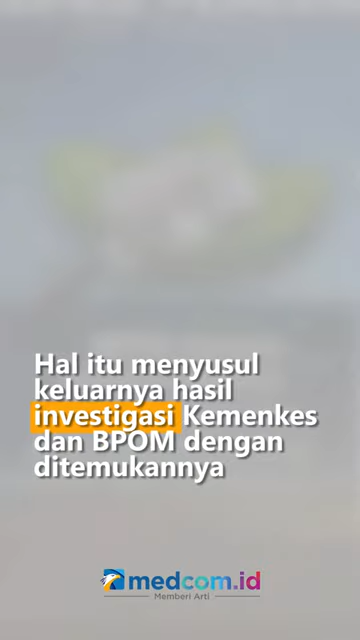 Hal itu menyusul
keluarnya hasil
investigasi Kemenkes
dan BPOM dengan
ditemukannya
medcom.id
Memberi Arti